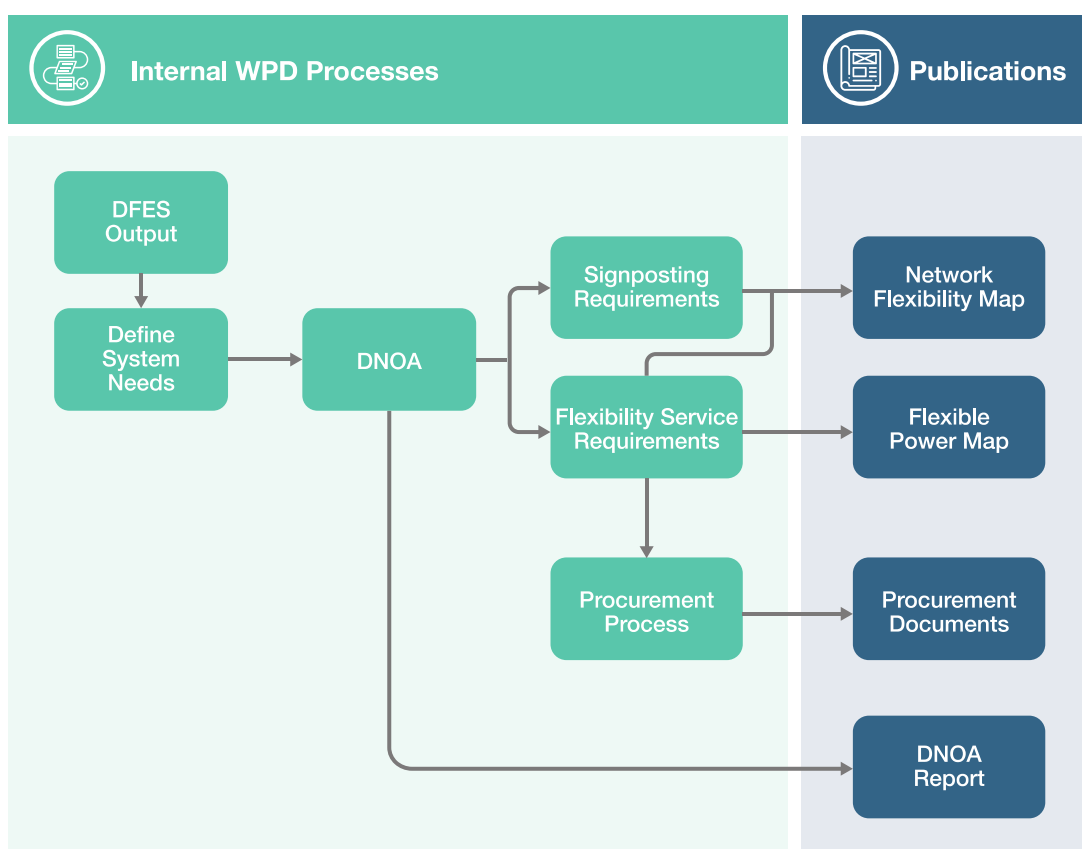 Internal WPD Processes
Publications
DFES
Output
Define
System
Needs
DNOA
Signposting
Requirements
Flexibility Service
Requirements
Procurement
Process
Network
Flexibility Map
Flexible
Power Map
Procurement
Documents
DNOA
Report